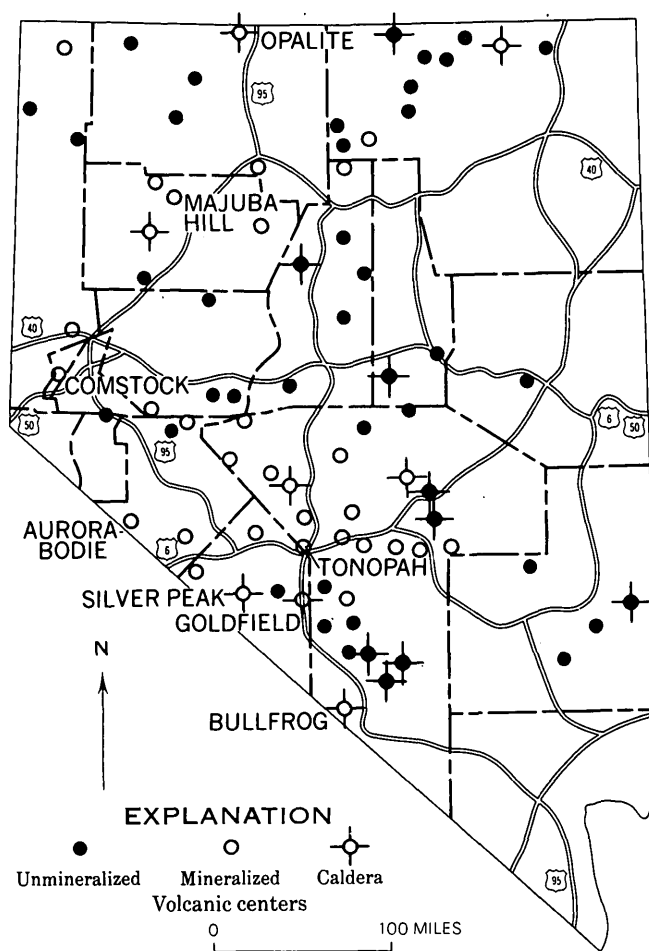 OPALITE
95
40
MAJUBA
HILL
40
COMSTOCK
50
95
6
50
AURORA-
BODIE
6
TONOPAH
SILVER PEAK
GOLDFIELD
N
BULLFROG
EXPLANATION
Unmineralized
Mineralized
Caldera
Volcanic centers
95
0
100 MILES